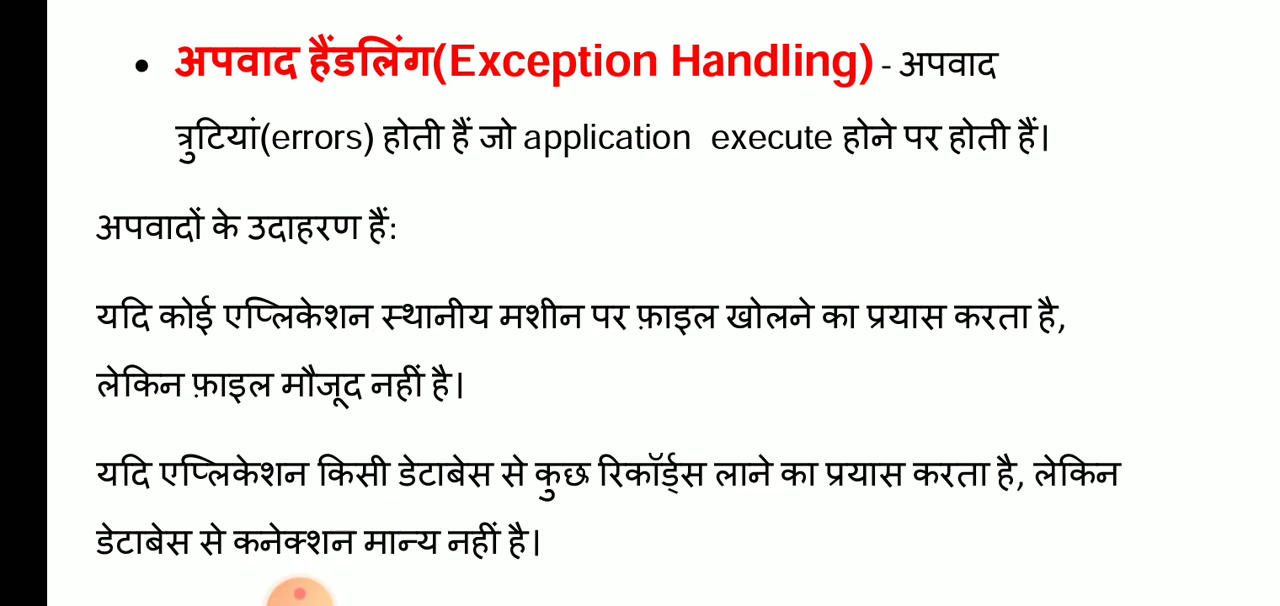 • अपवाद हैंडलिंग(Exception Handling) - अपवाद
त्रुटियां(errors) होती हैं जो application  execute होने पर होती हैं।
अपवादों के उदाहरण हैं:
यदि कोई एप्लिकेशन स्थानीय मशीन पर फ़ाइल खोलने का प्रयास करता है,
लेकिन फ़ाइल मौजूद नहीं है।
यदि एप्लिकेशन किसी डेटाबेस से कुछ रिकॉर्ड्स लाने का प्रयास करता है, लेकिन
डेटाबेस से कनेक्शन मान्य नहीं है।